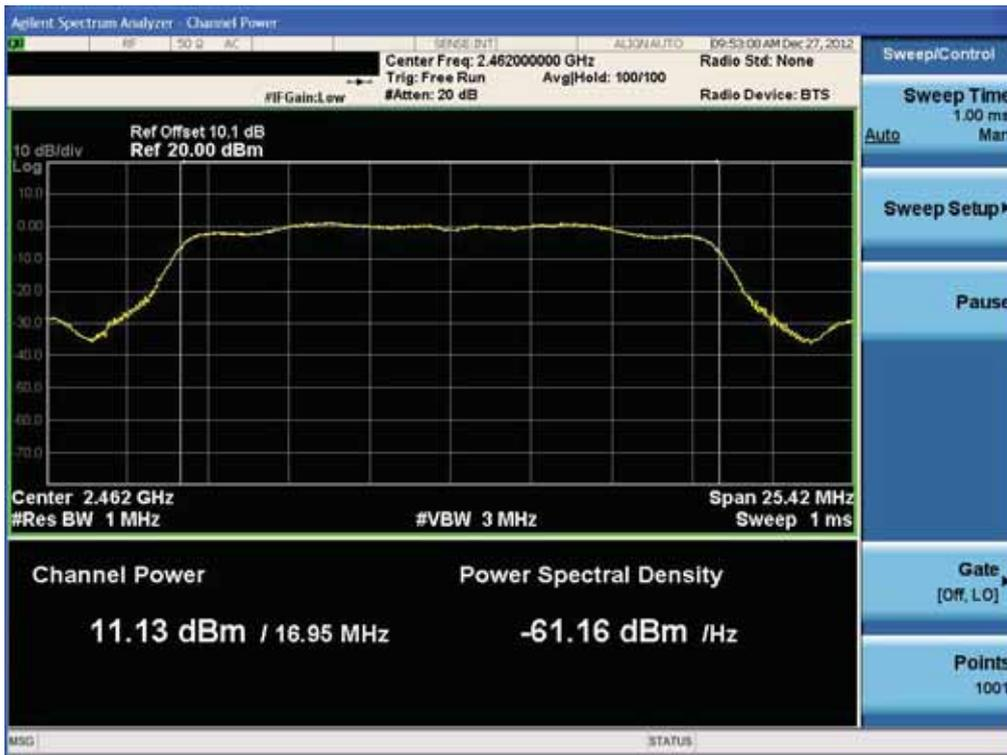 Agilent Spectrum Analyzer - Channel Power
RF 50 Ω AC SENSE:INT ALIGNAUTO 09:53:00 AM Dec 27, 2012
Center Freq: 2.462000000 GHz Radio Std: None
Trig: Free Run Avg|Hold: 100/100
#IFGain:Low #Atten: 20 dB Radio Device: BTS
Ref Offset 10.1 dB
10 dB/div Ref 20.00 dBm
Log
10.0
0.00
-10.0
-20.0
-30.0
-40.0
-50.0
-60.0
-70.0
Center 2.462 GHz Span 25.42 MHz
#Res BW 1 MHz #VBW 3 MHz Sweep 1 ms
Channel Power Power Spectral Density
11.13 dBm / 16.95 MHz -61.16 dBm /Hz
MSG STATUS
Sweep/Control
Sweep Time
1.00 ms
Auto Man
Sweep Setup
Pause
Gate
[Off, LO]
Points
1001